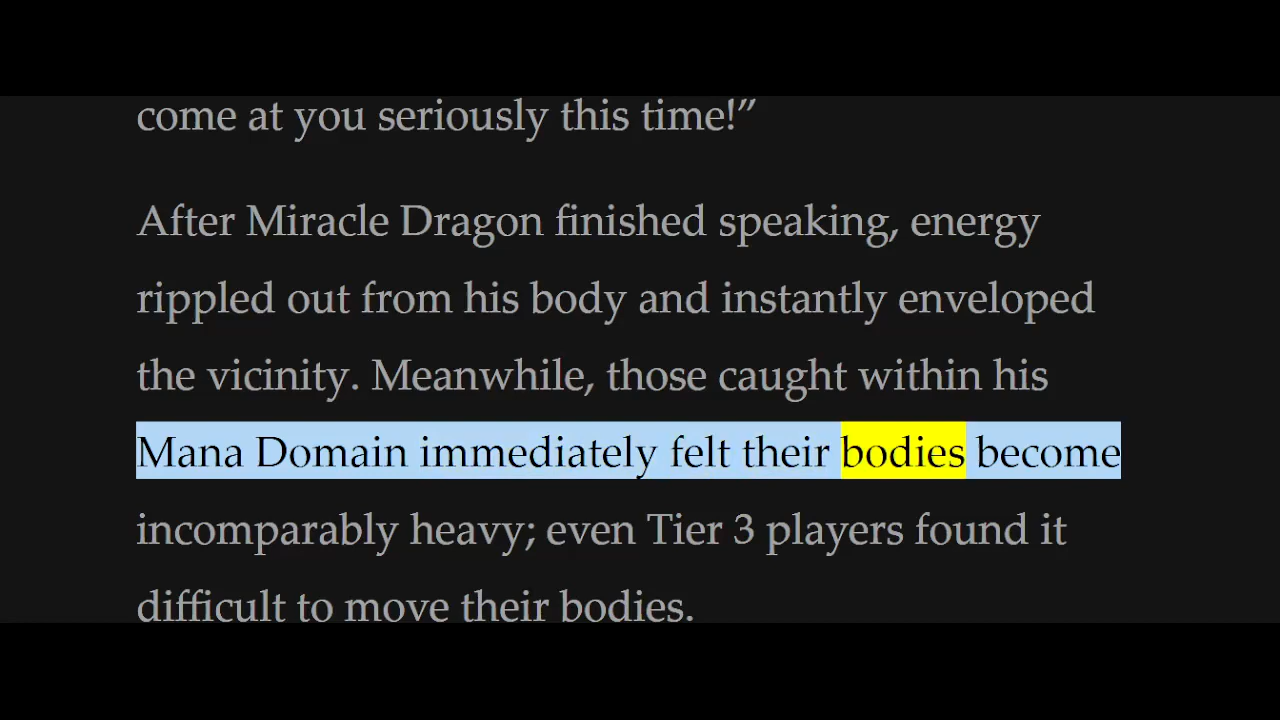 come at you seriously this time!”
After Miracle Dragon finished speaking, energy
rippled out from his body and instantly enveloped
the vicinity. Meanwhile, those caught within his
Mana Domain immediately felt their bodies become
incomparably heavy; even Tier 3 players found it
difficult to move their bodies.